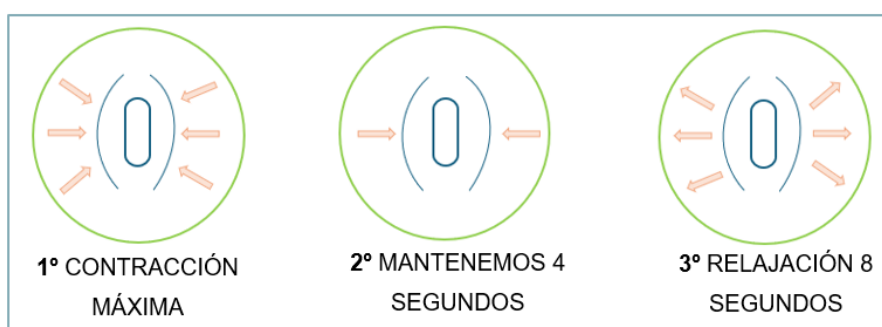 1º CONTRACCIÓN
MÁXIMA
2º MANTENEMOS 4
SEGUNDOS
3º RELAJACIÓN 8
SEGUNDOS